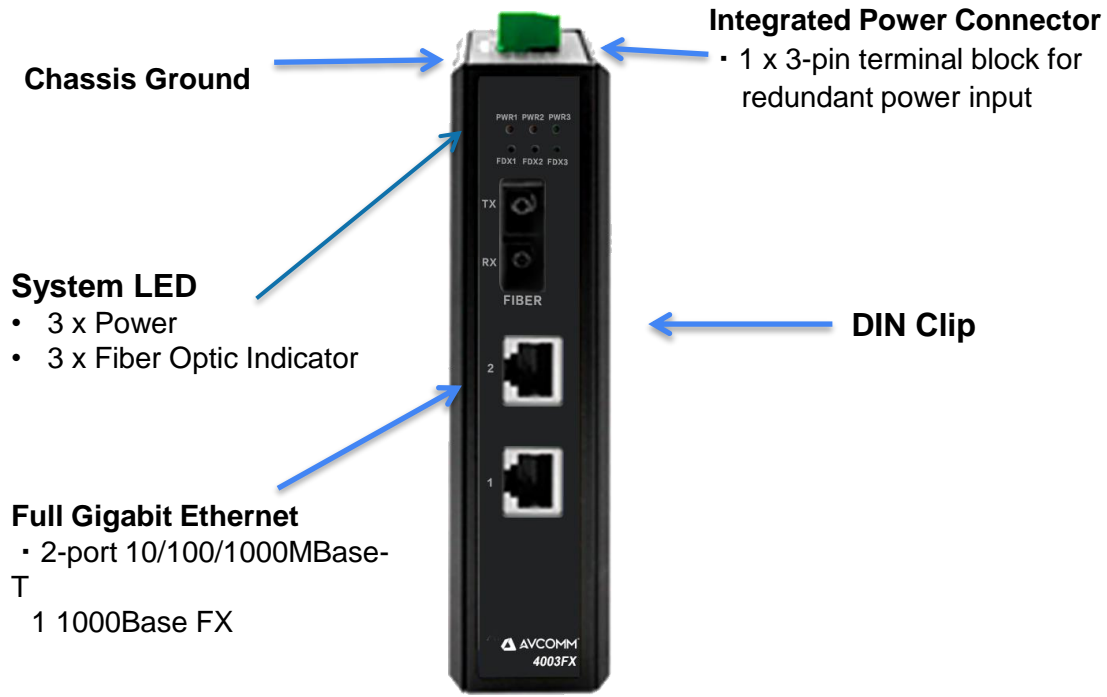 Integrated Power Connector
▪ 1 x 3-pin terminal block for
redundant power input
Chassis Ground
PWR1 PWR2 PWR3
FDX1 FDX2 FDX3
TX
RX
FIBER
System LED
• 3 x Power
• 3 x Fiber Optic Indicator
DIN Clip
2
1
Full Gigabit Ethernet
▪ 2-port 10/100/1000MBase-
T
1 1000Base FX
AVCOMM
4003FX